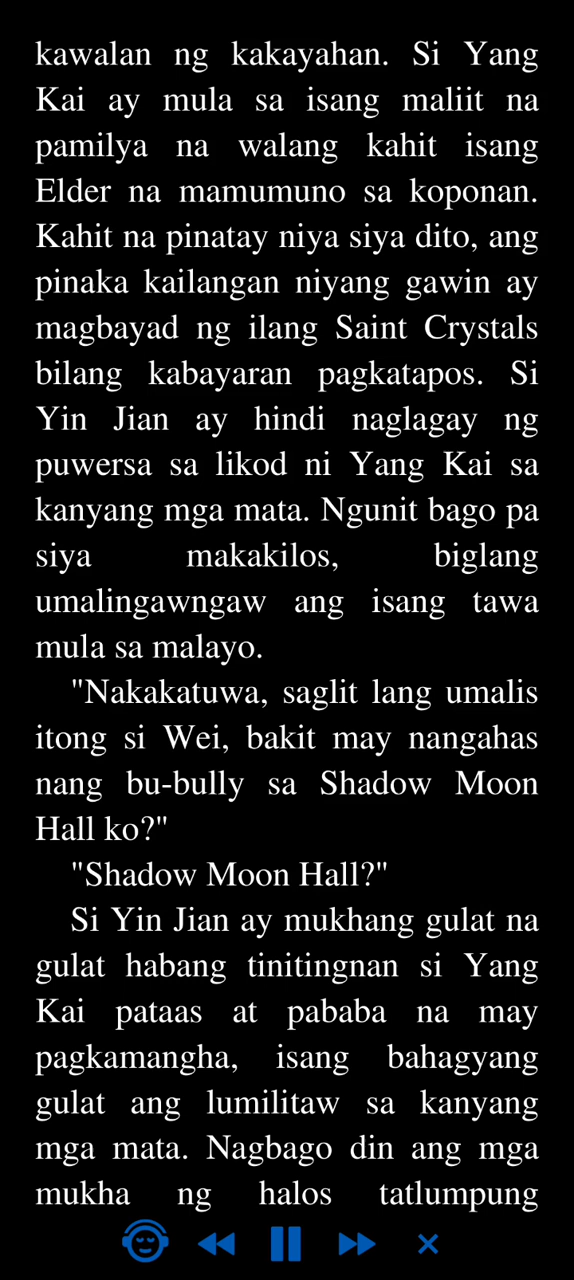 kawalan ng kakayahan. Si Yang
Kai ay mula sa isang maliit na
pamilya na walang kahit isang
Elder na mamumuno sa koponan.
Kahit na pinatay niya siya dito, ang
pinaka kailangan niyang gawin ay
magbayad ng ilang Saint Crystals
bilang kabayaran pagkatapos. Si
Yin Jian ay hindi naglagay ng
puwersa sa likod ni Yang Kai sa
kanyang mga mata. Ngunit bago pa
siya makakilos, biglang
umalingawngaw ang isang tawa
mula sa malayo.
"Nakakatuwa, saglit lang umalis
itong si Wei, bakit may nangahas
nang bu-bully sa Shadow Moon
Hall ko?"
"Shadow Moon Hall?"
Si Yin Jian ay mukhang gulat na
gulat habang tinitingnan si Yang
Kai pataas at pababa na may
pagkamangha, isang bahagyang
gulat ang lumilitaw sa kanyang
mga mata. Nagbago din ang mga
mukha ng halos tatlumpung